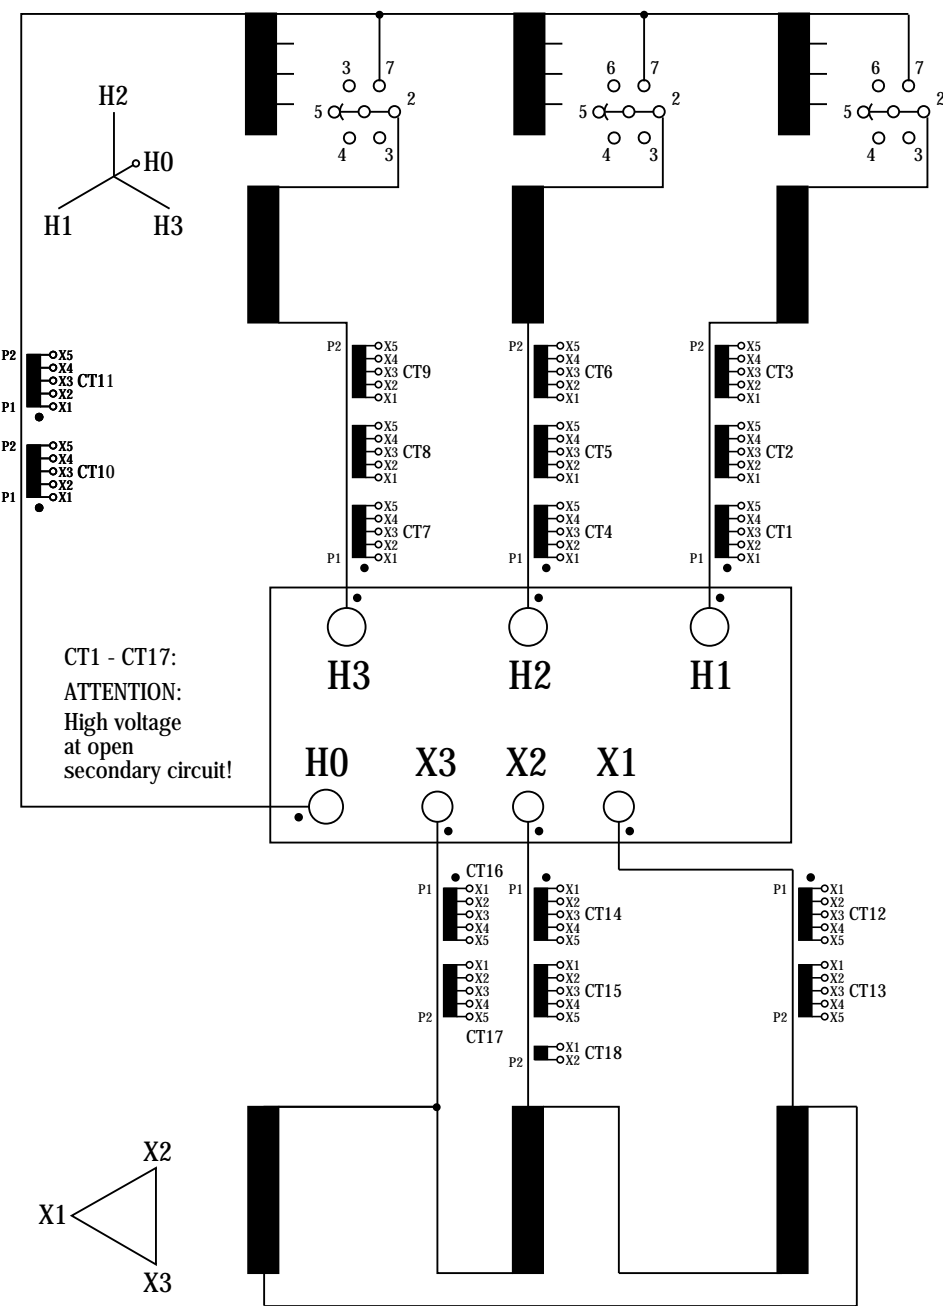 3 7
5 2
4 3
6 7
5 2
4 3
6 7
5 2
4 3
H2
H0
H1 H3
P2 X5
X4
X3 CT11
X2
P1 X1
P2 X5
X4
X3 CT10
X2
P1 X1
P2 X5
X4
X3 CT9
X2
X1
X5
X4
X3 CT8
X2
X1
X5
X4
X3 CT7
X2
P1 X1
P2 X5
X4
X3 CT6
X2
X1
X5
X4
X3 CT5
X2
X1
X5
X4
X3 CT4
X2
P1 X1
P2 X5
X4
X3 CT3
X2
X1
X5
X4
X3 CT2
X2
X1
X5
X4
X3 CT1
X2
P1 X1
CT1 - CT17:
ATTENTION:
High voltage
at open
secondary circuit!
H3 H2 H1
H0 X3 X2 X1
CT16
P1 X1
X2
X3
X4
X5
X1
X2
X3
X4
P2 X5
CT17
P1 X1
X2
X3 CT14
X4
X5
X1
X2
X3 CT15
X4
X5
X1 CT18
P2 X2
P1 X1
X2
X3 CT12
X4
X5
X1
X2
X3 CT13
X4
P2 X5
X2
X1
X3